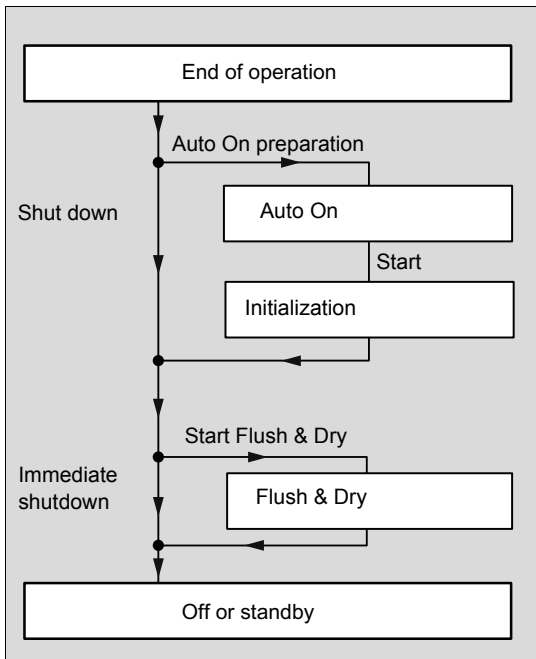 End of operation
Auto On preparation
Shut down
Auto On
Start
Initialization
Start Flush & Dry
Immediate
shutdown
Flush & Dry
Off or standby